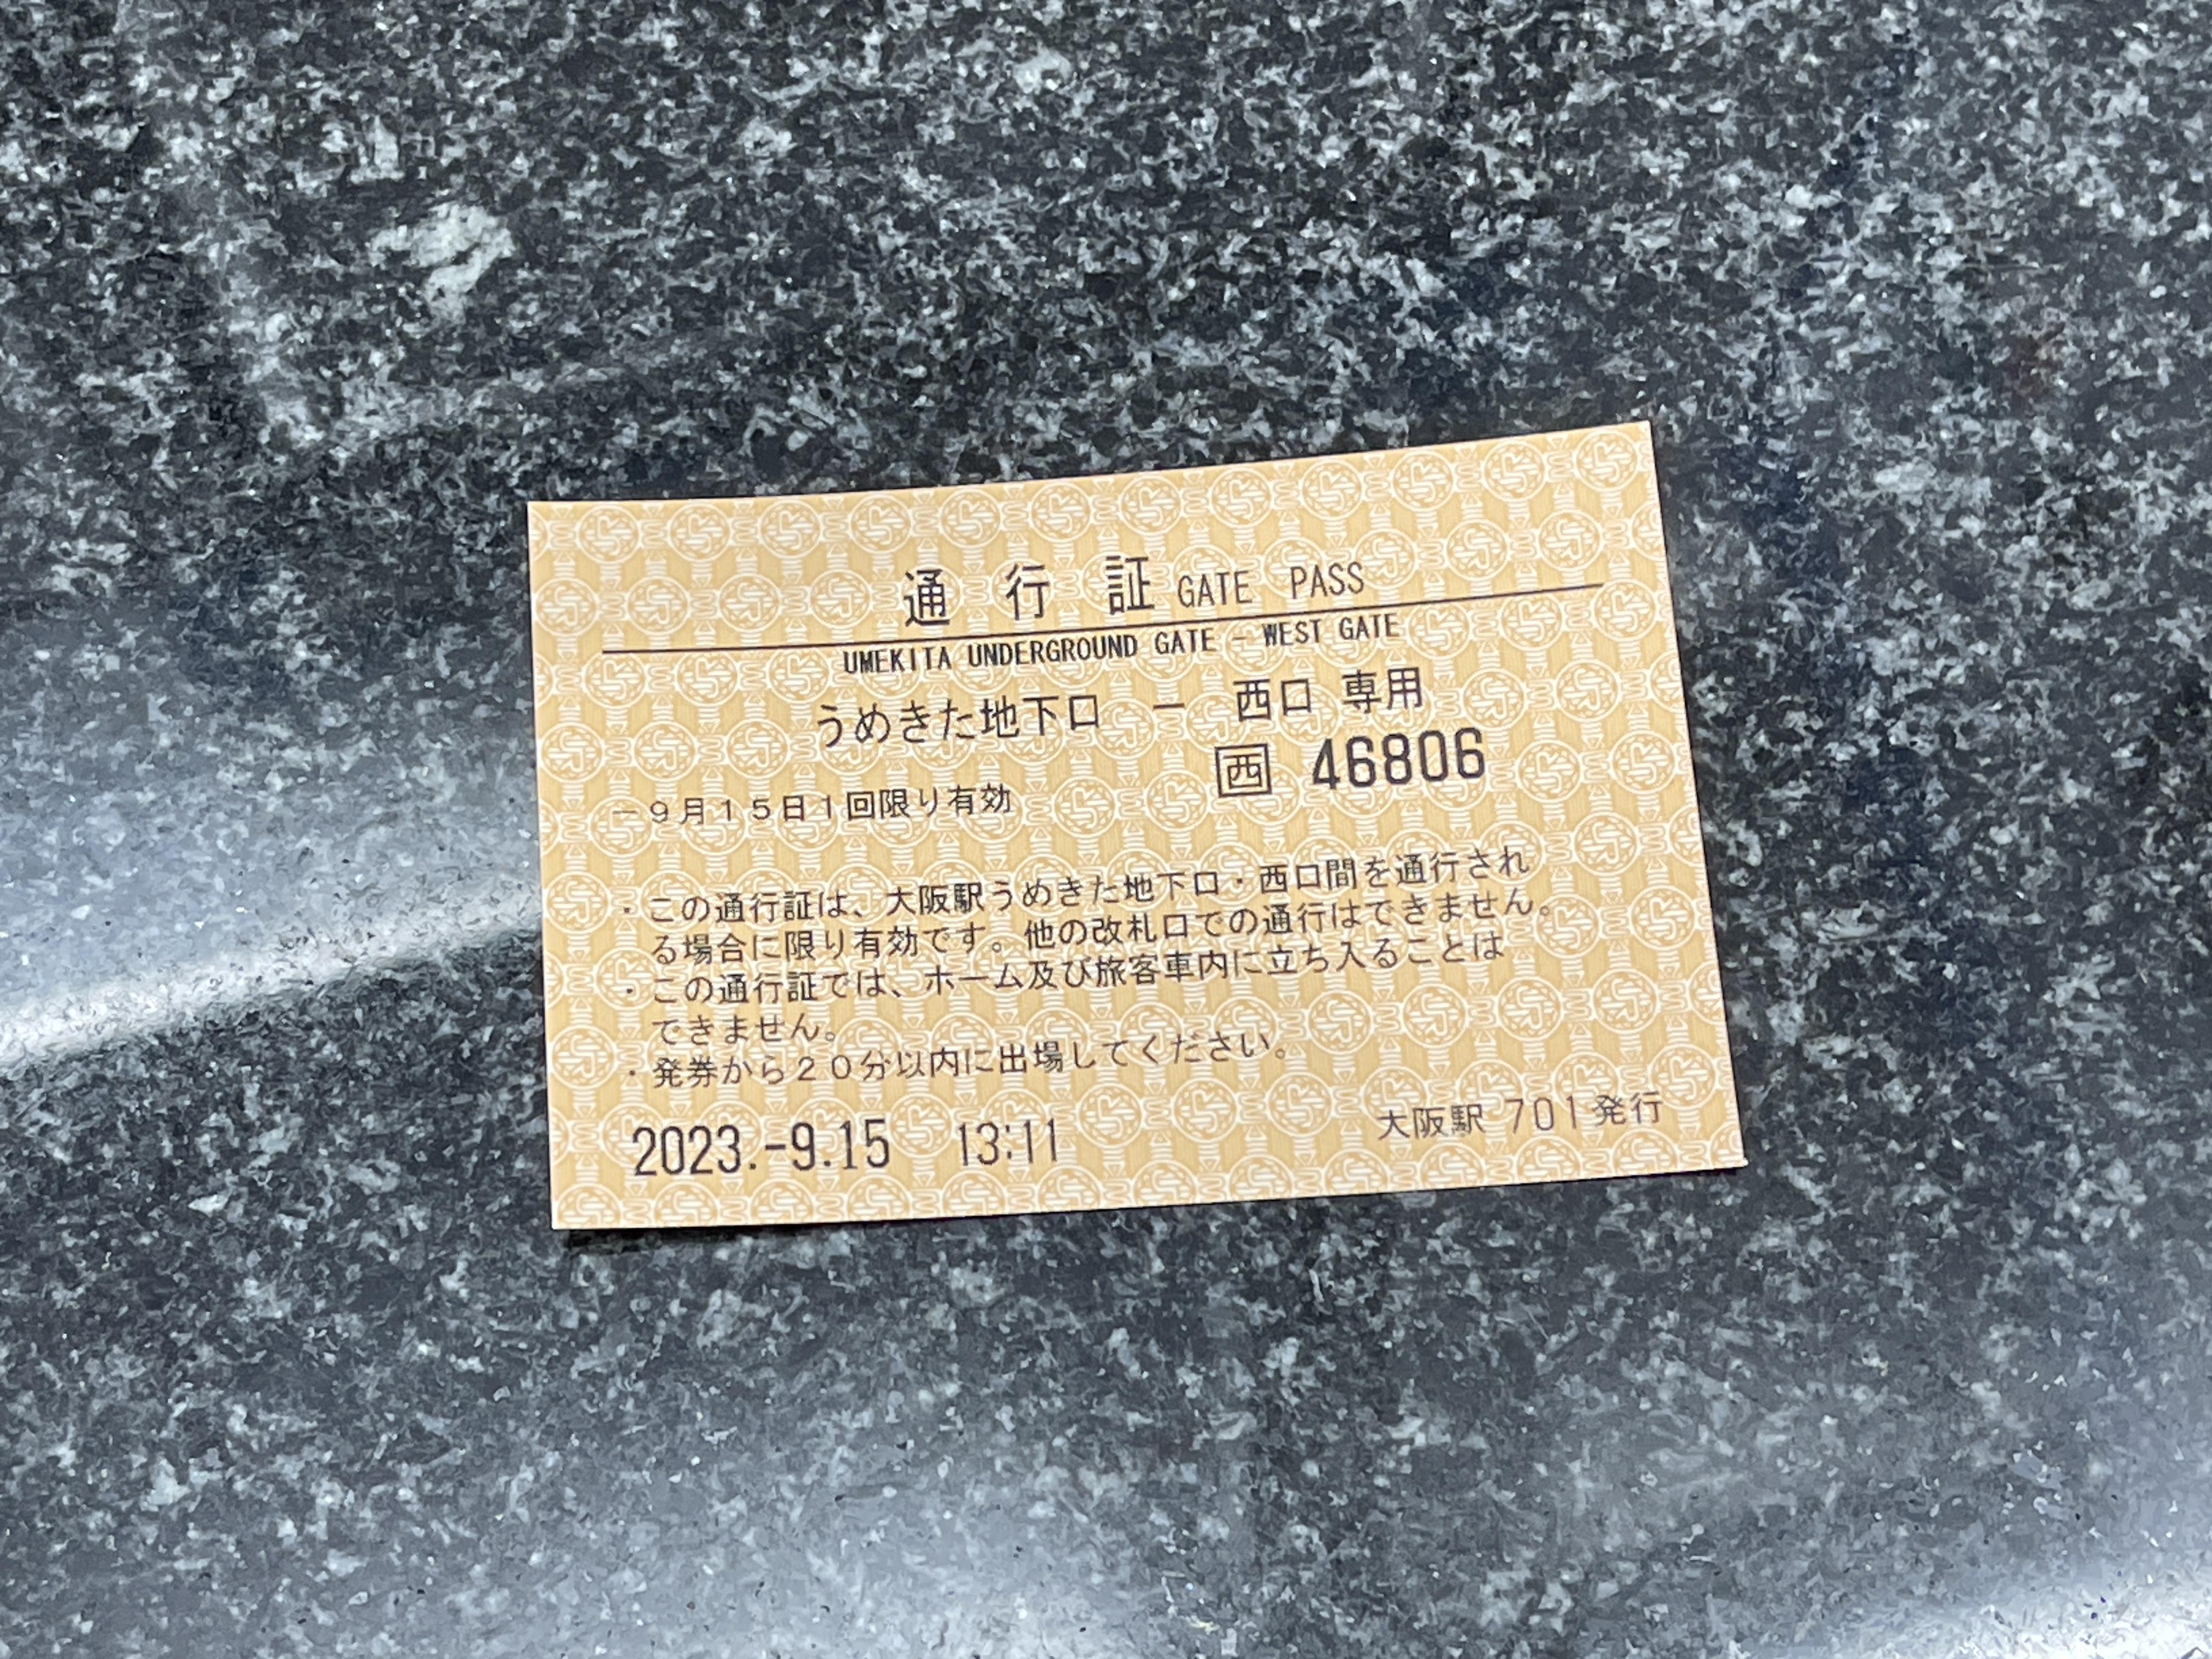 通行証 GATE PASS
UMEKITA UNDERGROUND GATE - WEST GATE
うめきた地下口 － 西口 専用
西 46806
－９月１５日１回限り有効
・この通行証は、大阪駅うめきた地下口・西口間を通行され
る場合に限り有効です。他の改札口での通行はできません。
・この通行証では、ホーム及び旅客車内に立ち入ることは
できません。
・発券から２０分以内に出場してください。
2023.-9.15 13:11
大阪駅 701発行